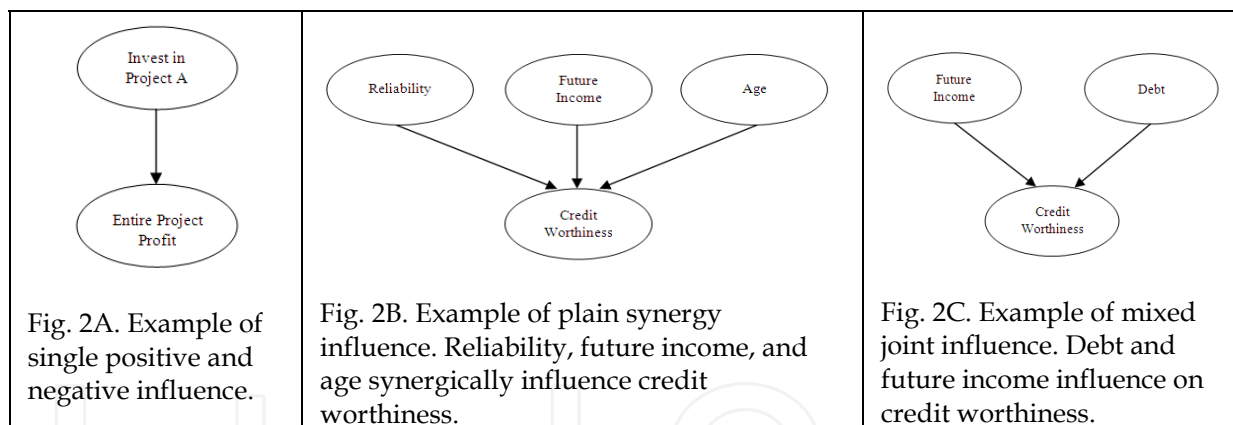 Invest in
Project A
Entire Project
Profit
Fig. 2A. Example of
single positive and
negative influence.
Reliability
Future
Income
Age
Credit
Worthiness
Fig. 2B. Example of plain synergy
influence. Reliability, future income, and
age synergically influence credit
worthiness.
Future
Income
Debt
Credit
Worthiness
Fig. 2C. Example of mixed
joint influence. Debt and
future income influence on
credit worthiness.